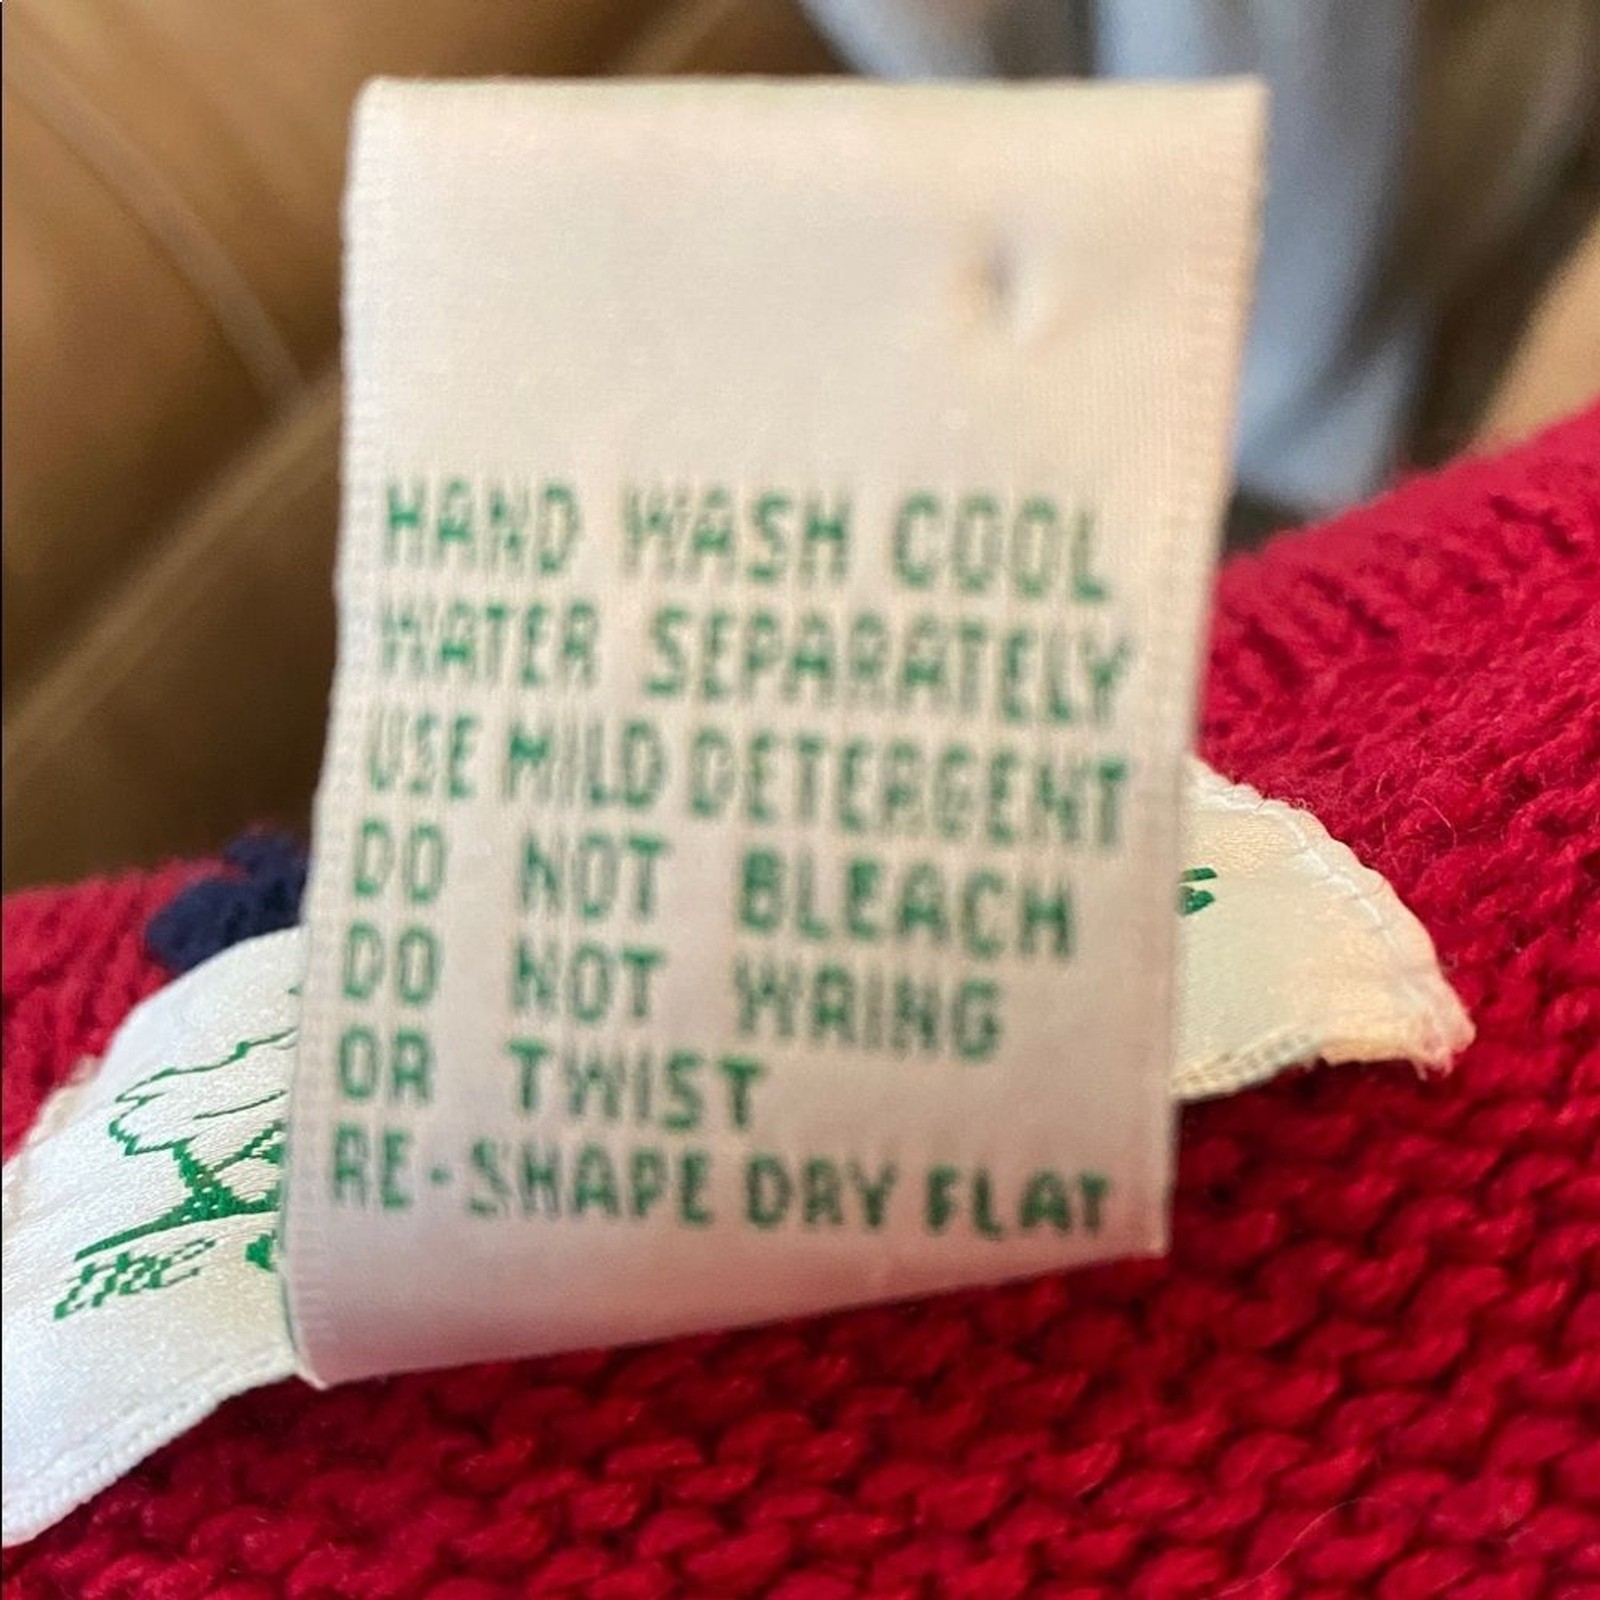 HAND WASH COOL
WATER SEPARATELY
USE MILD DETERGENT
DO NOT BLEACH
DO NOT WRING
OR TWIST
RE-SHAPE DRY FLAT
the